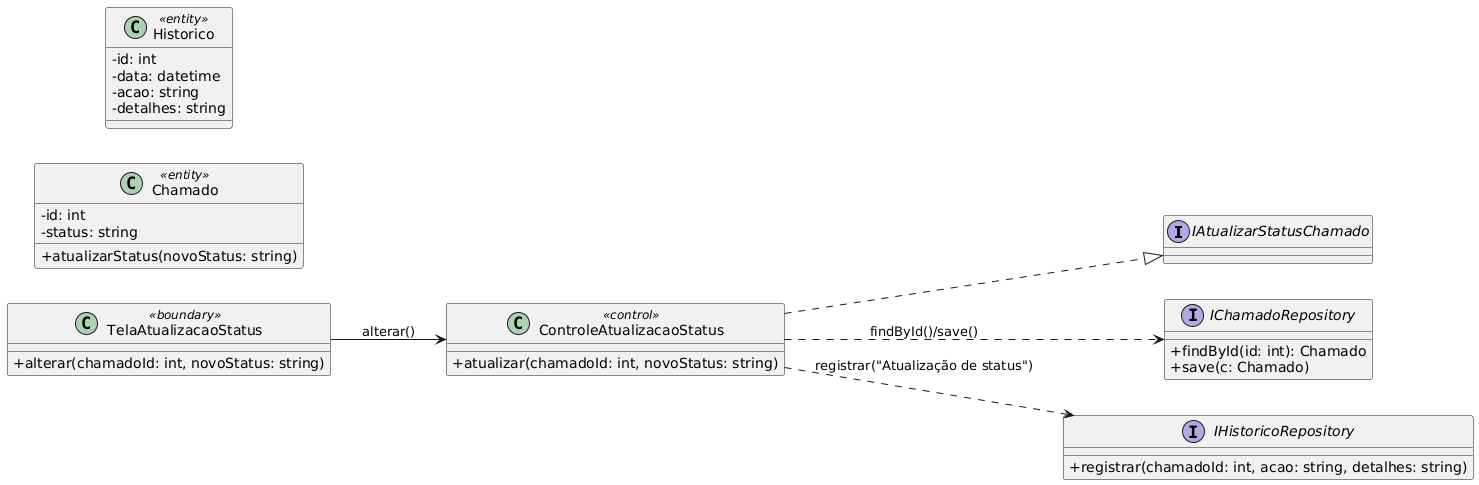 C
«entity»
Historico
-id: int
-data: datetime
-acao: string
-detalhes: string
C
«entity»
Chamado
-id: int
-status: string
+atualizarStatus(novoStatus: string)
C
«boundary»
TelaAtualizacaoStatus
+alterar(chamadoId: int, novoStatus: string)
alterar()
C
«control»
ControleAtualizacaoStatus
+atualizar(chamadoId: int, novoStatus: string)
findById()/save()
registrar("Atualização de status")
I
IAtualizarStatusChamado
I
IChamadoRepository
+findById(id: int): Chamado
+save(c: Chamado)
I
IHistoricoRepository
+registrar(chamadoId: int, acao: string, detalhes: string)